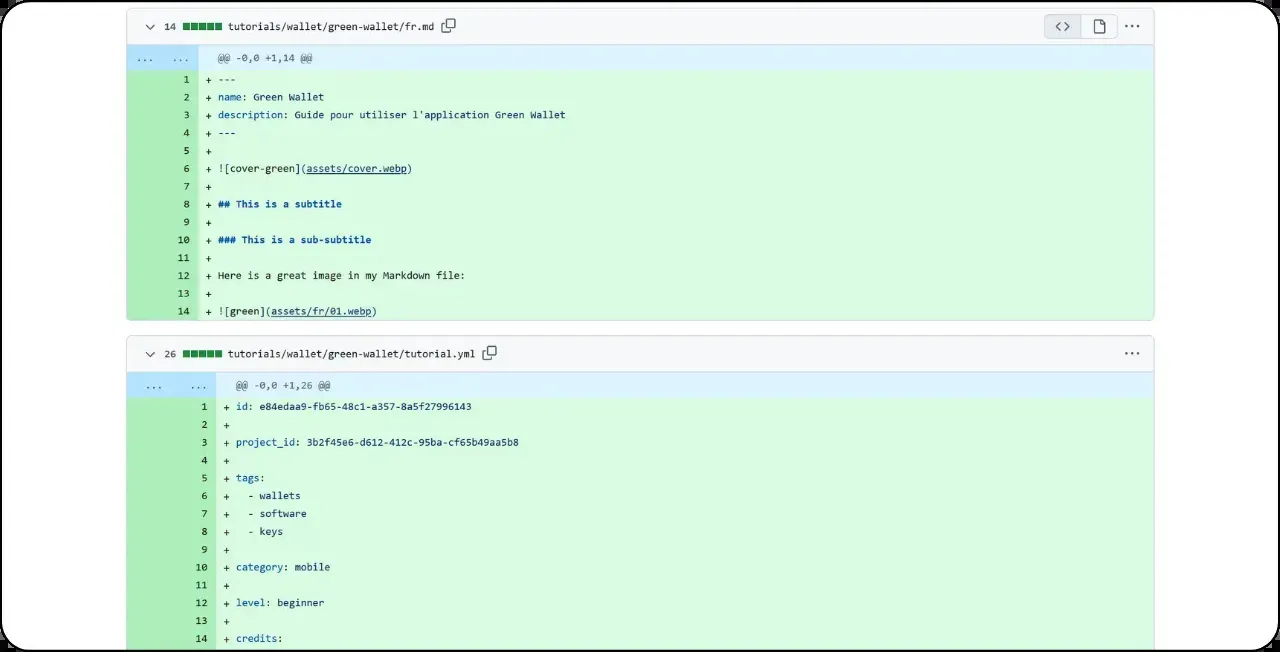 14 tutorials/wallet/green-wallet/fr.md
... ... @@ -0,0 +1,14 @@
1 + ---
2 + name: Green Wallet
3 + description: Guide pour utiliser l'application Green Wallet
4 + ---
5 +
6 + ![cover-green](assets/cover.webp)
7 +
8 + ## This is a subtitle
9 +
10 + ### This is a sub-subtitle
11 +
12 + Here is a great image in my Markdown file:
13 +
14 + ![green](assets/fr/01.webp)
26 tutorials/wallet/green-wallet/tutorial.yml
... ... @@ -0,0 +1,26 @@
1 + id: e84edaa9-fb65-48c1-a357-8a5f27996143
2 +
3 + project_id: 3b2f45e6-d612-412c-95ba-cf65b49aa5b8
4 +
5 + tags:
6 + - wallets
7 + - software
8 + - keys
9 +
10 + category: mobile
11 +
12 + level: beginner
13 +
14 + credits: